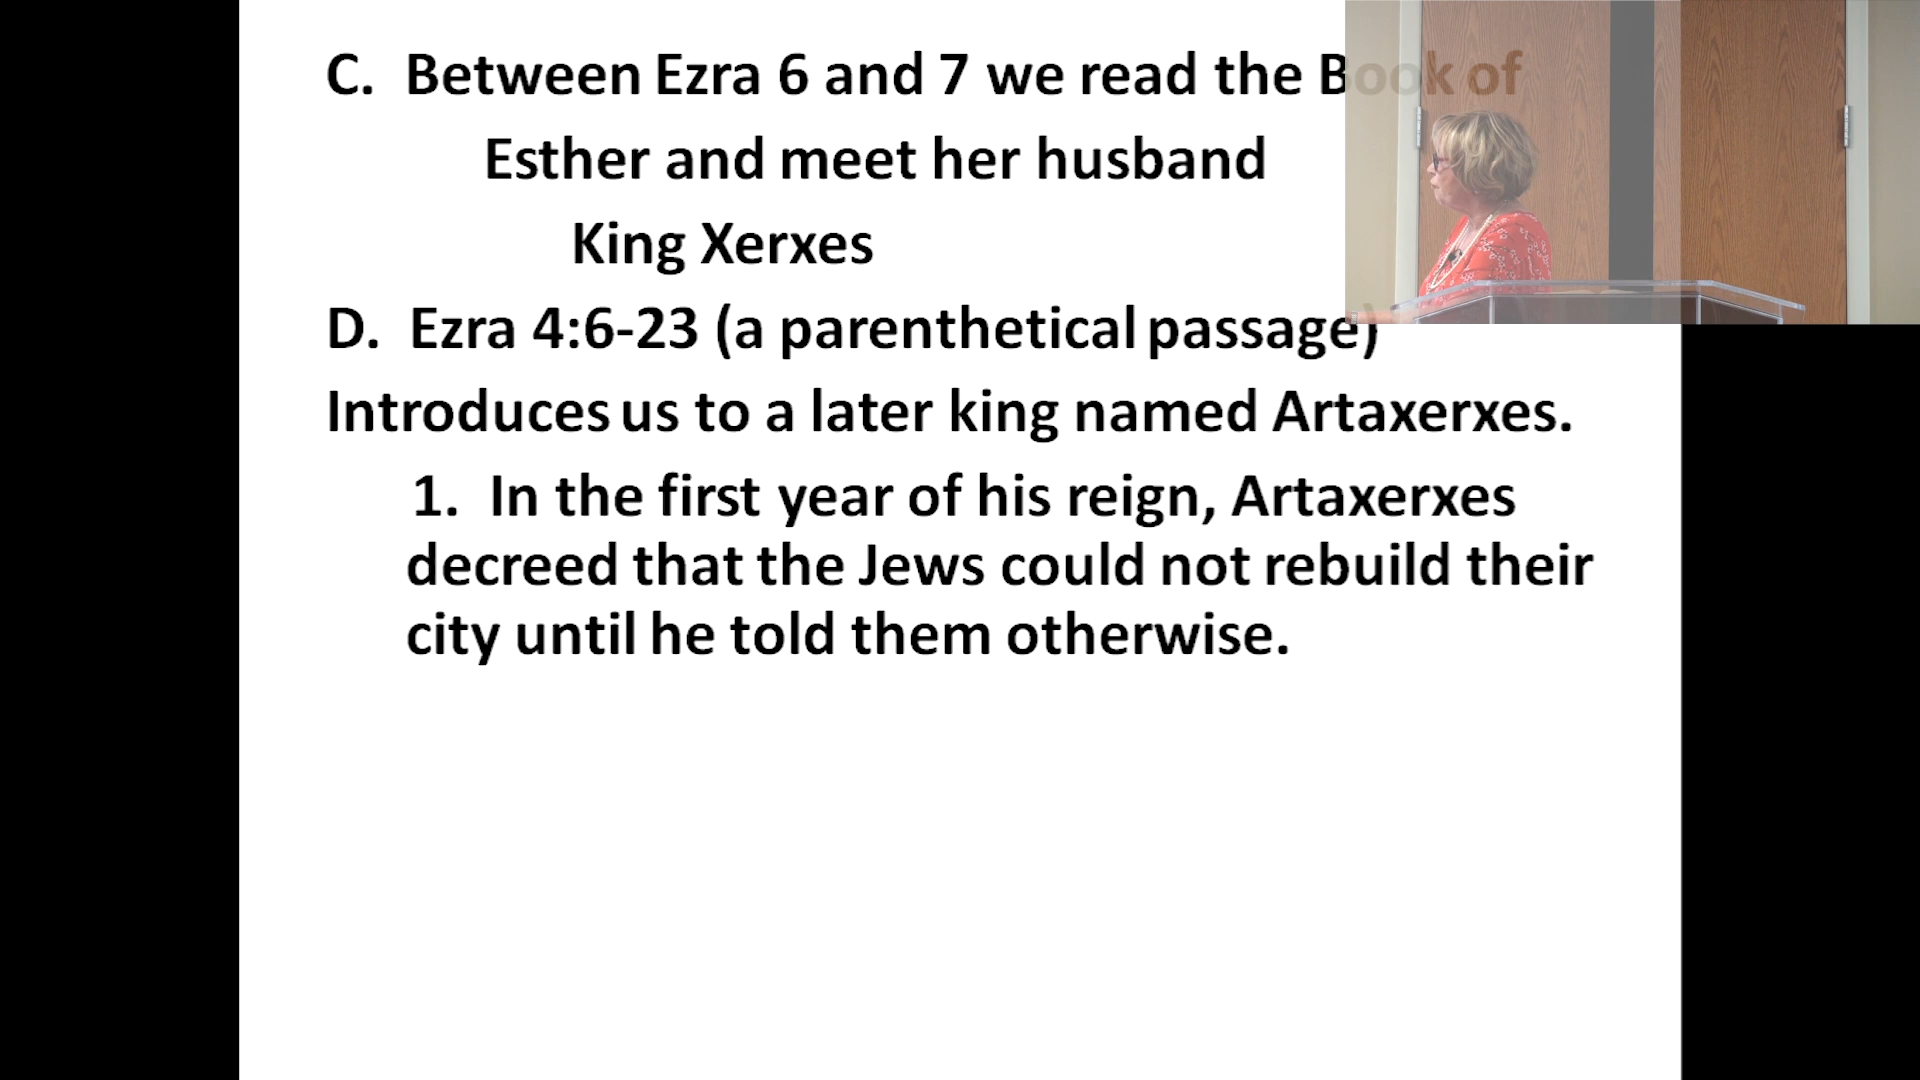 C. Between Ezra 6 and 7 we read the Book of
Esther and meet her husband
King Xerxes
D. Ezra 4:6-23 (a parenthetical passage)
Introduces us to a later king named Artaxerxes.
1. In the first year of his reign, Artaxerxes
decreed that the Jews could not rebuild their
city until he told them otherwise.